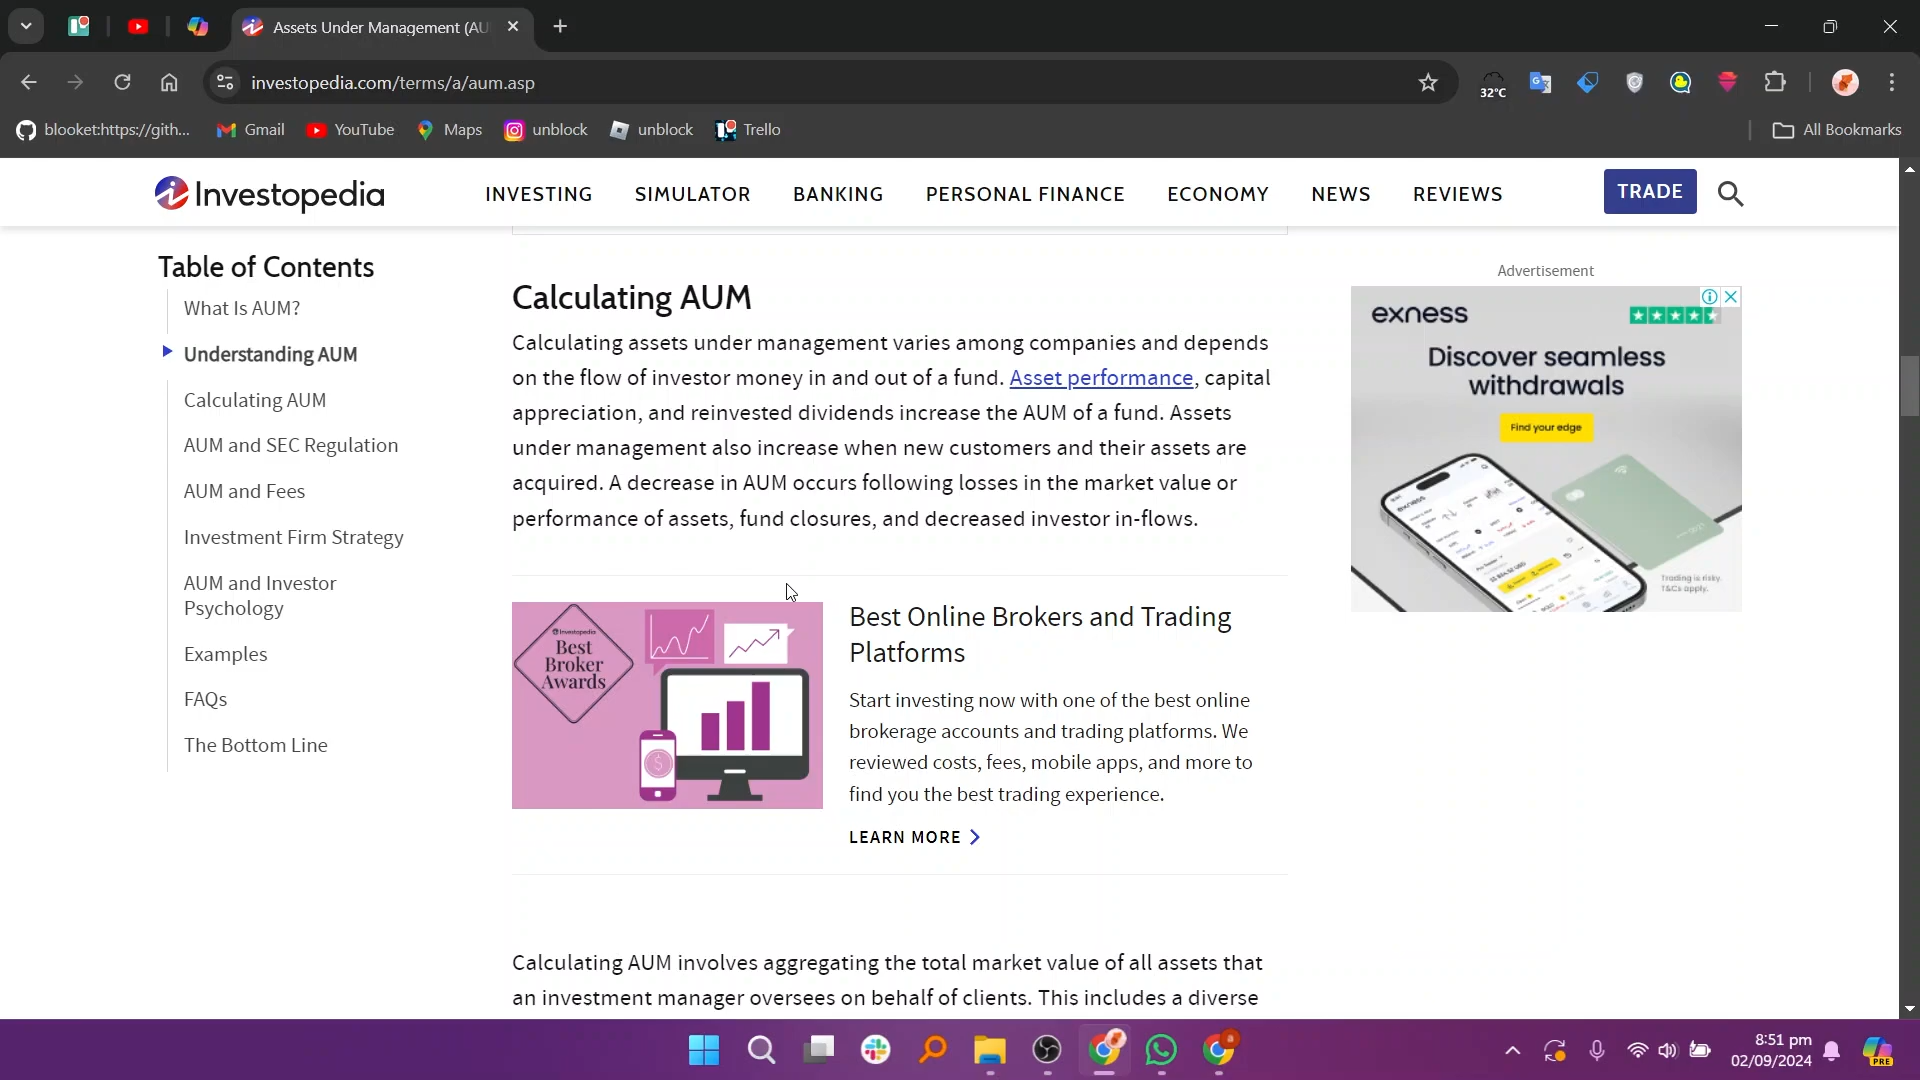 Assets Under Management (AU
investopedia.com/terms/a/aum.asp
32°C
blooket:https://gith...
Gmail
YouTube
Maps
unblock
unblock
Trello
All Bookmarks
Investopedia
INVESTING
SIMULATOR
BANKING
PERSONAL FINANCE
ECONOMY
NEWS
REVIEWS
TRADE
Table of Contents
What Is AUM?
Understanding AUM
Calculating AUM
AUM and SEC Regulation
AUM and Fees
Investment Firm Strategy
AUM and Investor
Psychology
Examples
FAQs
The Bottom Line
Calculating AUM
Calculating assets under management varies among companies and depends
on the flow of investor money in and out of a fund. Asset performance, capital
appreciation, and reinvested dividends increase the AUM of a fund. Assets
under management also increase when new customers and their assets are
acquired. A decrease in AUM occurs following losses in the market value or
performance of assets, fund closures, and decreased investor in-flows.
Investopedia
Best
Broker
Awards
Best Online Brokers and Trading
Platforms
Start investing now with one of the best online
brokerage accounts and trading platforms. We
reviewed costs, fees, mobile apps, and more to
find you the best trading experience.
LEARN MORE
Calculating AUM involves aggregating the total market value of all assets that
an investment manager oversees on behalf of clients. This includes a diverse
Advertisement
exness
Discover seamless
withdrawals
Find your edge
Trading is risky.
T&Cs apply.
8:51 pm
02/09/2024
PRE